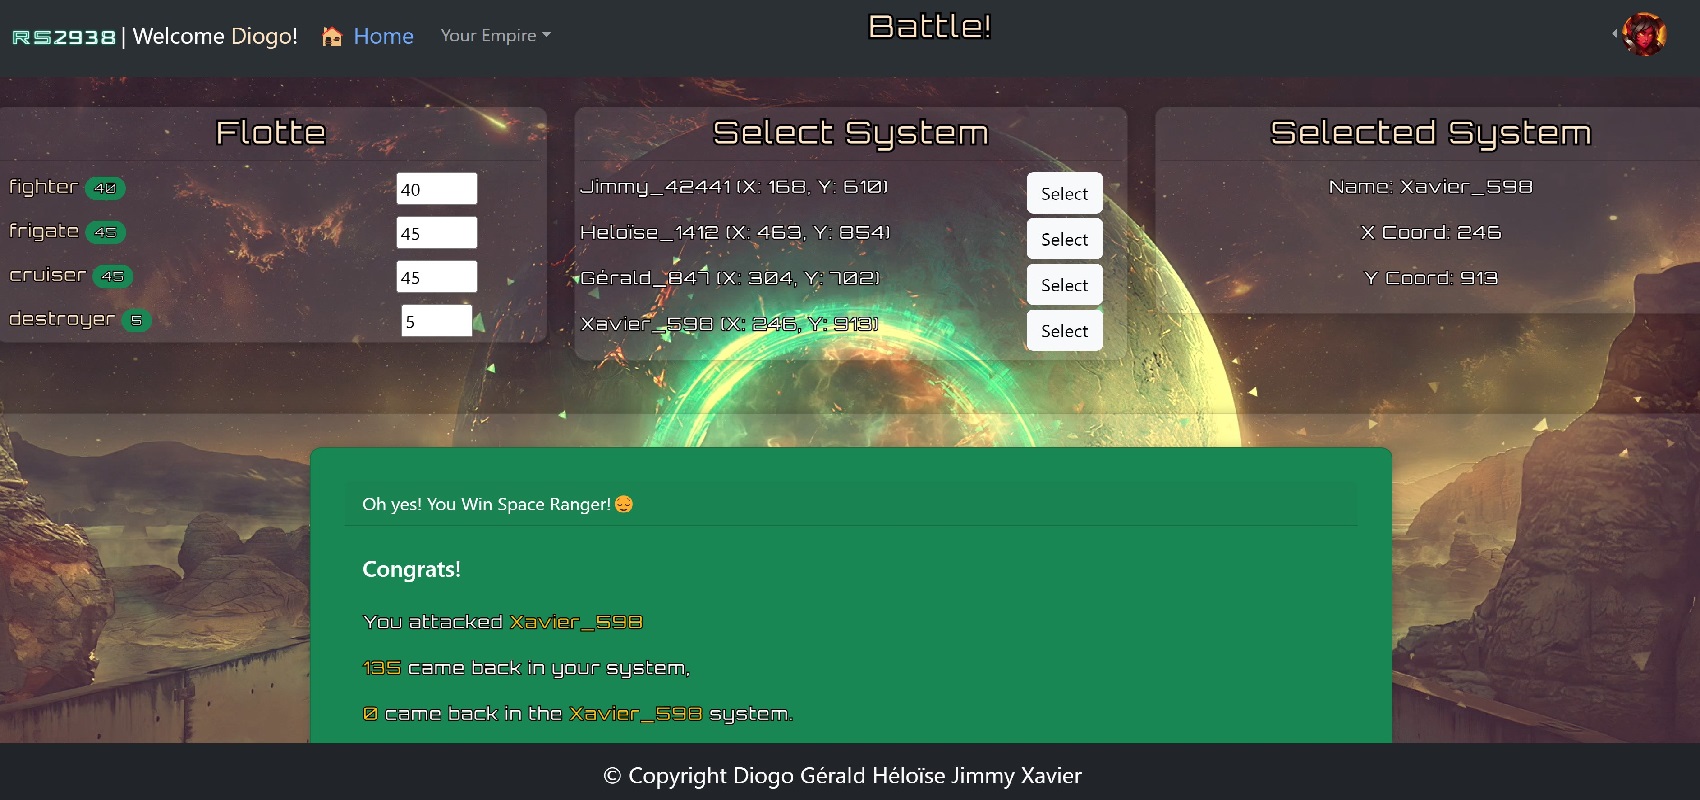 RS2938 | Welcome Diogo! Home Your Empire
Battle!
Flotte
fighter 40 40
frigate 45 45
cruiser 45 45
destroyer 5 5
Select System
Jimmy_42441 (X: 168, Y: 610) Select
Heloïse_1412 (X: 463, Y: 854) Select
Gérald_847 (X: 304, Y: 702) Select
Xavier_598 (X: 246, Y: 913) Select
Selected System
Name: Xavier_598
X Coord: 246
Y Coord: 913
Oh yes! You Win Space Ranger!😌
Congrats!
You attacked Xavier_598
135 came back in your system,
0 came back in the Xavier_598 system.
© Copyright Diogo Gérald Héloïse Jimmy Xavier